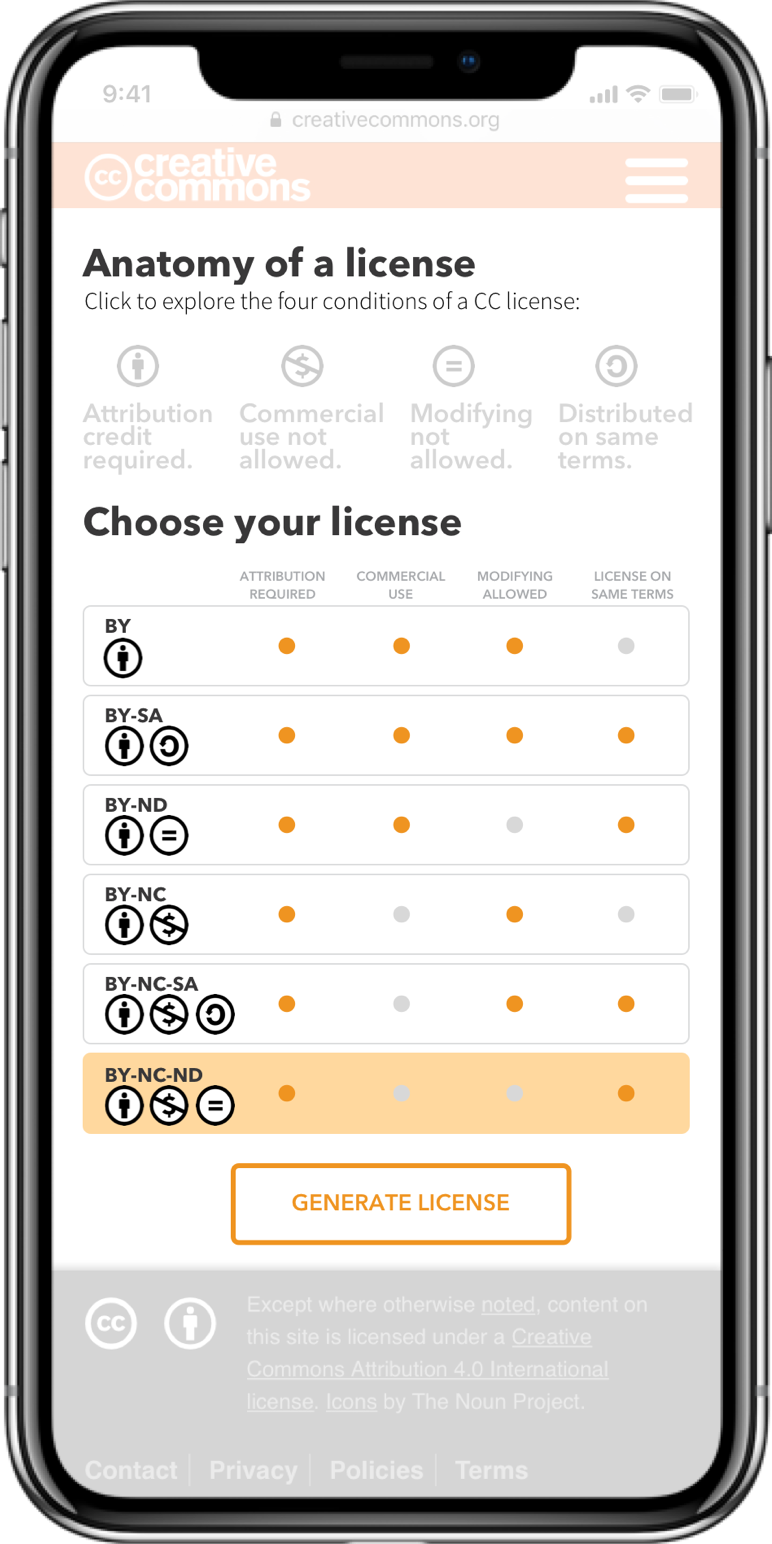 9:41
creativecommons.org
cc creative
commons
Anatomy of a license
Click to explore the four conditions of a CC license:
Attribution
credit
required.
Commercial
use not
allowed.
Modifying
not
allowed.
Distributed
on same
terms.
Choose your license
ATTRIBUTION
REQUIRED
COMMERCIAL
USE
MODIFYING
ALLOWED
LICENSE ON
SAME TERMS
BY
BY-SA
BY-ND
BY-NC
BY-NC-SA
BY-NC-ND
GENERATE LICENSE
cc
Except where otherwise noted, content on
this site is licensed under a Creative
Commons Attribution 4.0 International
license. Icons by The Noun Project.
Contact Privacy Policies Terms